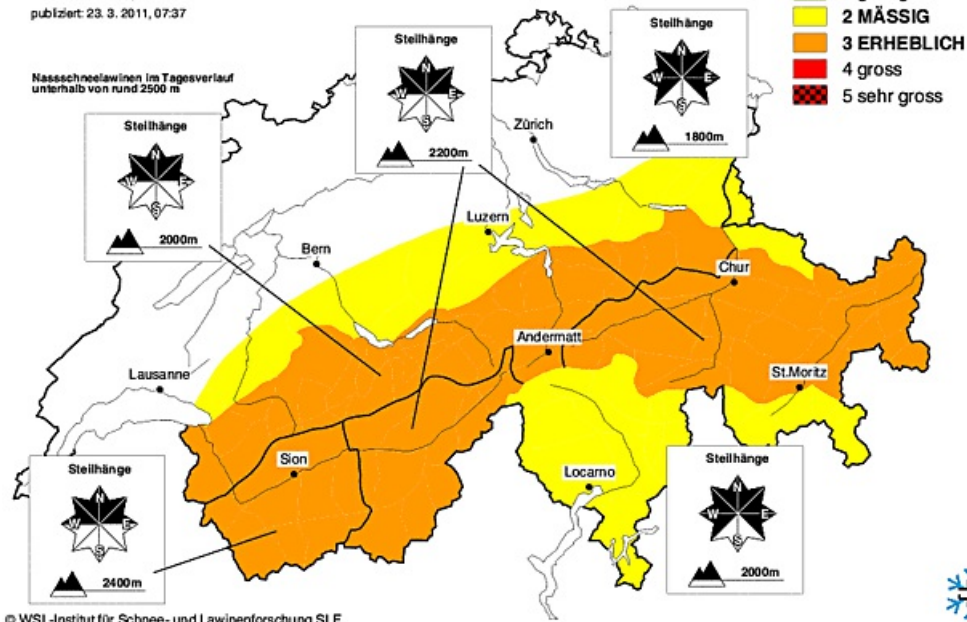 publiziert: 23. 3. 2011, 07:37
2 MÄSSIG
3 ERHEBLICH
4 gross
5 sehr gross
Nassschneelawinen im Tagesverlauf
unterhalb von rund 2500 m
Steilhänge
N
W E
S
2200m
Steilhänge
N
W E
S
1800m
Steilhänge
N
W E
S
2000m
Zürich
Luzern
Bern
Chur
Andermatt
Lausanne
St.Moritz
Sion
Locarno
Steilhänge
N
W E
S
2400m
Steilhänge
N
W E
S
2000m
© WSL-Institut für Schnee- und Lawinenforschung SLF